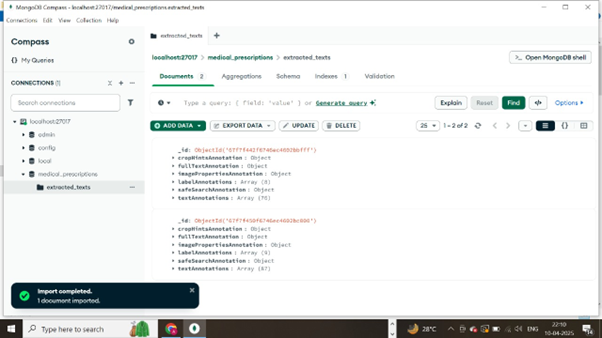 MongoDB Compass - localhost:27017/medical_prescriptions.extracted_texts
Connections Edit View Collection Help
Compass
{} My Queries
CONNECTIONS (1)
Search connections
localhost:27017
admin
config
local
medical_prescriptions
extracted_texts
extracted_texts
localhost:27017 > medical_prescriptions > extracted_texts
>_ Open MongoDB shell
Documents 2 Aggregations Schema Indexes 1 Validation
Type a query: { field: 'value' } or Generate query
Explain Reset Find </> Options
ADD DATA EXPORT DATA UPDATE DELETE
25 1 – 2 of 2
_id: ObjectId(
cropHintsAnnotation : Object
fullTextAnnotation : Object
imagePropertiesAnnotation : Object
labelAnnotations : Array
safeSearchAnnotation : Object
textAnnotations : Array
_id: ObjectId(
cropHintsAnnotation : Object
fullTextAnnotation : Object
imagePropertiesAnnotation : Object
labelAnnotations : Array (9)
safeSearchAnnotation : Object
textAnnotations : Array (87)
Import completed.
1 document imported.
Type here to search
28°C
ENG
22:10
10-04-2025